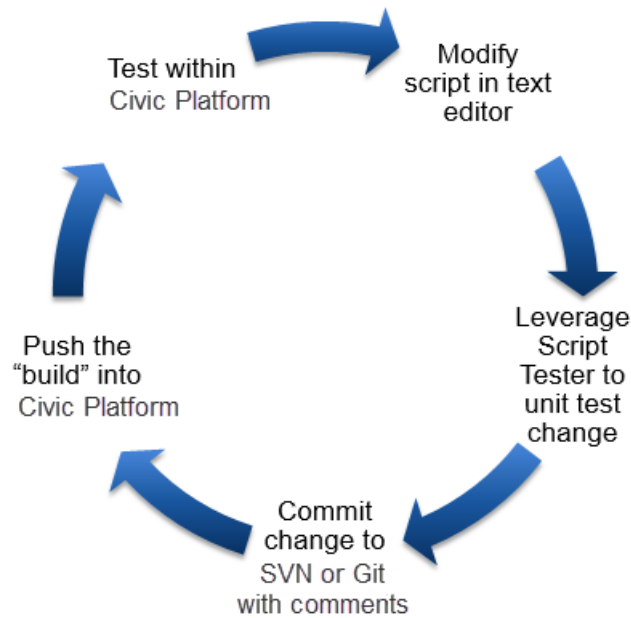 Test within
Civic Platform
Modify
script in text
editor
Leverage
Script
Tester to
unit test
change
Commit
change to
SVN or Git
with comments
Push the
“build” into
Civic Platform